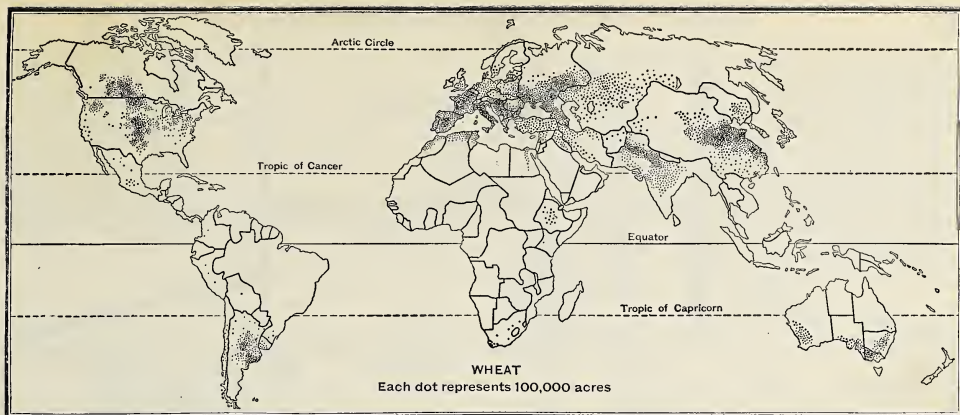 Arctic Circle
Tropic of Cancer
Equator
Tropic of Capricorn
WHEAT
Each dot represents 100,000 acres